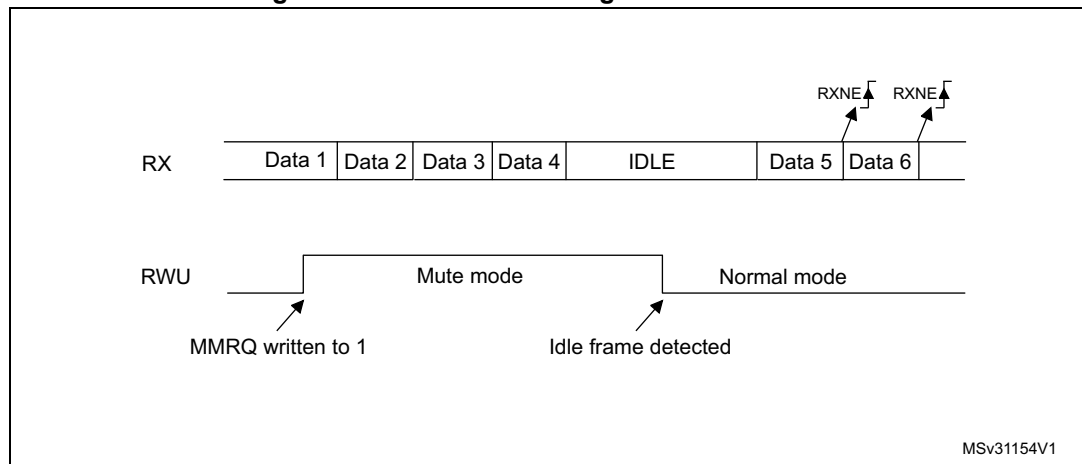 RXNE RXNE
RX Data 1 Data 2 Data 3 Data 4 IDLE Data 5 Data 6
RWU Mute mode Normal mode
MMRQ written to 1 Idle frame detected
MSv31154V1